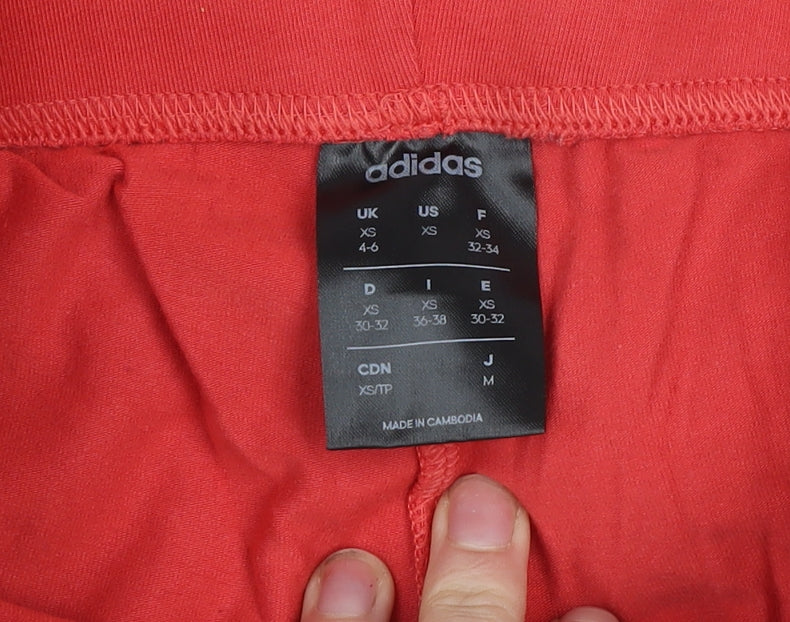 adidas
UK US F
XS XS XS
4-6 32-34
D I E
XS XS XS
30-32 36-38 30-32
CDN J
XS/TP M
MADE IN CAMBODIA